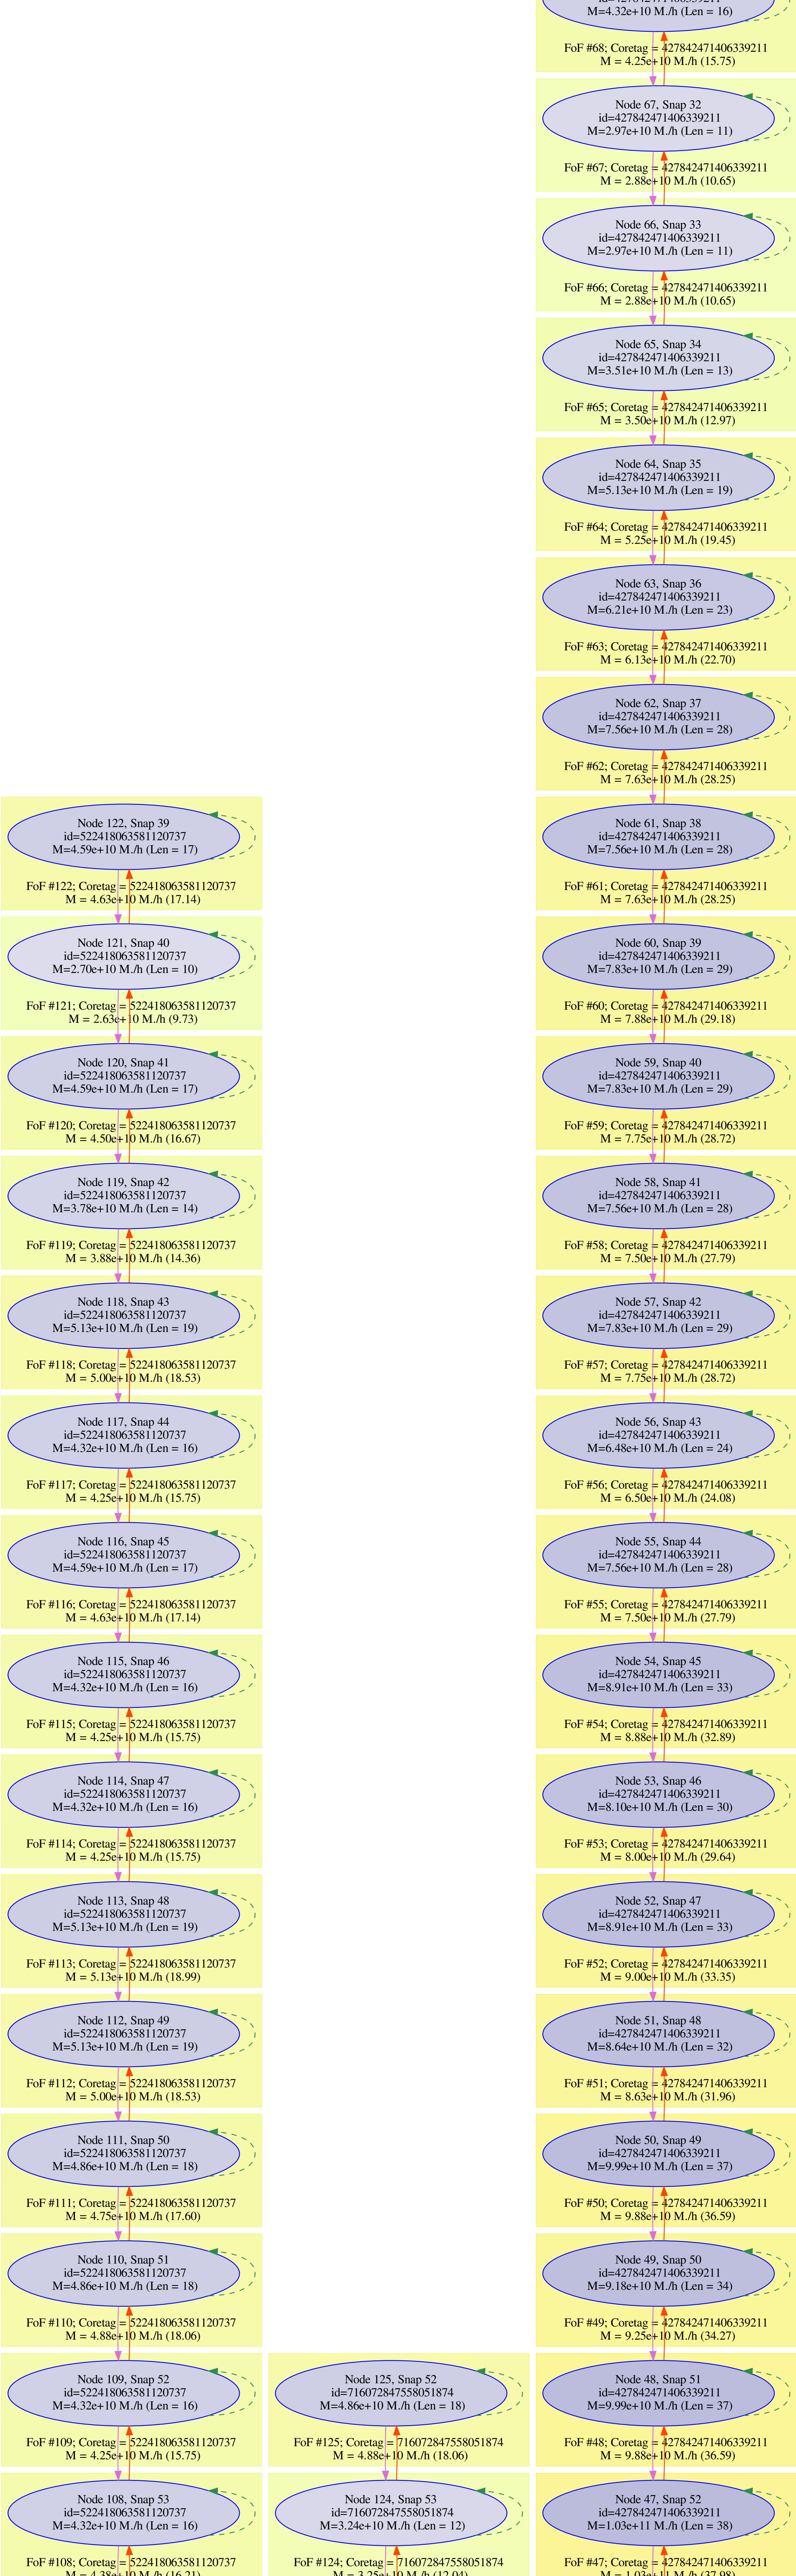 Node 122, Snap 39
id=522418063581120737
M=4.59e+10 M./h (Len = 17)
FoF #122; Coretag = 522418063581120737
M = 4.63e+10 M./h (17.14)
Node 121, Snap 40
id=522418063581120737
M=2.70e+10 M./h (Len = 10)
FoF #121; Coretag = 522418063581120737
M = 2.63e+10 M./h (9.73)
Node 120, Snap 41
id=522418063581120737
M=4.59e+10 M./h (Len = 17)
FoF #120; Coretag = 522418063581120737
M = 4.50e+10 M./h (16.67)
Node 119, Snap 42
id=522418063581120737
M=3.78e+10 M./h (Len = 14)
FoF #119; Coretag = 522418063581120737
M = 3.88e+10 M./h (14.36)
Node 118, Snap 43
id=522418063581120737
M=5.13e+10 M./h (Len = 19)
FoF #118; Coretag = 522418063581120737
M = 5.00e+10 M./h (18.53)
Node 117, Snap 44
id=522418063581120737
M=4.32e+10 M./h (Len = 16)
FoF #117; Coretag = 522418063581120737
M = 4.25e+10 M./h (15.75)
Node 116, Snap 45
id=522418063581120737
M=4.59e+10 M./h (Len = 17)
FoF #116; Coretag = 522418063581120737
M = 4.63e+10 M./h (17.14)
Node 115, Snap 46
id=522418063581120737
M=4.32e+10 M./h (Len = 16)
FoF #115; Coretag = 522418063581120737
M = 4.25e+10 M./h (15.75)
Node 114, Snap 47
id=522418063581120737
M=4.32e+10 M./h (Len = 16)
FoF #114; Coretag = 522418063581120737
M = 4.25e+10 M./h (15.75)
Node 113, Snap 48
id=522418063581120737
M=5.13e+10 M./h (Len = 19)
FoF #113; Coretag = 522418063581120737
M = 5.13e+10 M./h (18.99)
Node 112, Snap 49
id=522418063581120737
M=5.13e+10 M./h (Len = 19)
FoF #112; Coretag = 522418063581120737
M = 5.00e+10 M./h (18.53)
Node 111, Snap 50
id=522418063581120737
M=4.86e+10 M./h (Len = 18)
FoF #111; Coretag = 522418063581120737
M = 4.75e+10 M./h (17.60)
Node 110, Snap 51
id=522418063581120737
M=4.86e+10 M./h (Len = 18)
FoF #110; Coretag = 522418063581120737
M = 4.88e+10 M./h (18.06)
Node 109, Snap 52
id=522418063581120737
M=4.32e+10 M./h (Len = 16)
FoF #109; Coretag = 522418063581120737
M = 4.25e+10 M./h (15.75)
Node 108, Snap 53
id=522418063581120737
M=4.32e+10 M./h (Len = 16)
FoF #108; Coretag = 522418063581120737
M = 4.38e+10 M./h (16.21)
Node 125, Snap 52
id=716072847558051874
M=4.86e+10 M./h (Len = 18)
FoF #125; Coretag = 716072847558051874
M = 4.88e+10 M./h (18.06)
Node 124, Snap 53
id=716072847558051874
M=3.24e+10 M./h (Len = 12)
FoF #124; Coretag = 716072847558051874
M = 3.25e+10 M./h (12.04)
id=427842471406339211
M=4.32e+10 M./h (Len = 16)
FoF #68; Coretag = 427842471406339211
M = 4.25e+10 M./h (15.75)
Node 67, Snap 32
id=427842471406339211
M=2.97e+10 M./h (Len = 11)
FoF #67; Coretag = 427842471406339211
M = 2.88e+10 M./h (10.65)
Node 66, Snap 33
id=427842471406339211
M=2.97e+10 M./h (Len = 11)
FoF #66; Coretag = 427842471406339211
M = 2.88e+10 M./h (10.65)
Node 65, Snap 34
id=427842471406339211
M=3.51e+10 M./h (Len = 13)
FoF #65; Coretag = 427842471406339211
M = 3.50e+10 M./h (12.97)
Node 64, Snap 35
id=427842471406339211
M=5.13e+10 M./h (Len = 19)
FoF #64; Coretag = 427842471406339211
M = 5.25e+10 M./h (19.45)
Node 63, Snap 36
id=427842471406339211
M=6.21e+10 M./h (Len = 23)
FoF #63; Coretag = 427842471406339211
M = 6.13e+10 M./h (22.70)
Node 62, Snap 37
id=427842471406339211
M=7.56e+10 M./h (Len = 28)
FoF #62; Coretag = 427842471406339211
M = 7.63e+10 M./h (28.25)
Node 61, Snap 38
id=427842471406339211
M=7.56e+10 M./h (Len = 28)
FoF #61; Coretag = 427842471406339211
M = 7.63e+10 M./h (28.25)
Node 60, Snap 39
id=427842471406339211
M=7.83e+10 M./h (Len = 29)
FoF #60; Coretag = 427842471406339211
M = 7.88e+10 M./h (29.18)
Node 59, Snap 40
id=427842471406339211
M=7.83e+10 M./h (Len = 29)
FoF #59; Coretag = 427842471406339211
M = 7.75e+10 M./h (28.72)
Node 58, Snap 41
id=427842471406339211
M=7.56e+10 M./h (Len = 28)
FoF #58; Coretag = 427842471406339211
M = 7.50e+10 M./h (27.79)
Node 57, Snap 42
id=427842471406339211
M=7.83e+10 M./h (Len = 29)
FoF #57; Coretag = 427842471406339211
M = 7.75e+10 M./h (28.72)
Node 56, Snap 43
id=427842471406339211
M=6.48e+10 M./h (Len = 24)
FoF #56; Coretag = 427842471406339211
M = 6.50e+10 M./h (24.08)
Node 55, Snap 44
id=427842471406339211
M=7.56e+10 M./h (Len = 28)
FoF #55; Coretag = 427842471406339211
M = 7.50e+10 M./h (27.79)
Node 54, Snap 45
id=427842471406339211
M=8.91e+10 M./h (Len = 33)
FoF #54; Coretag = 427842471406339211
M = 8.88e+10 M./h (32.89)
Node 53, Snap 46
id=427842471406339211
M=8.10e+10 M./h (Len = 30)
FoF #53; Coretag = 427842471406339211
M = 8.00e+10 M./h (29.64)
Node 52, Snap 47
id=427842471406339211
M=8.91e+10 M./h (Len = 33)
FoF #52; Coretag = 427842471406339211
M = 9.00e+10 M./h (33.35)
Node 51, Snap 48
id=427842471406339211
M=8.64e+10 M./h (Len = 32)
FoF #51; Coretag = 427842471406339211
M = 8.63e+10 M./h (31.96)
Node 50, Snap 49
id=427842471406339211
M=9.99e+10 M./h (Len = 37)
FoF #50; Coretag = 427842471406339211
M = 9.88e+10 M./h (36.59)
Node 49, Snap 50
id=427842471406339211
M=9.18e+10 M./h (Len = 34)
FoF #49; Coretag = 427842471406339211
M = 9.25e+10 M./h (34.27)
Node 48, Snap 51
id=427842471406339211
M=9.99e+10 M./h (Len = 37)
FoF #48; Coretag = 427842471406339211
M = 9.88e+10 M./h (36.59)
Node 47, Snap 52
id=427842471406339211
M=1.03e+11 M./h (Len = 38)
FoF #47; Coretag = 427842471406339211
M = 1.03e+11 M./h (37.98)